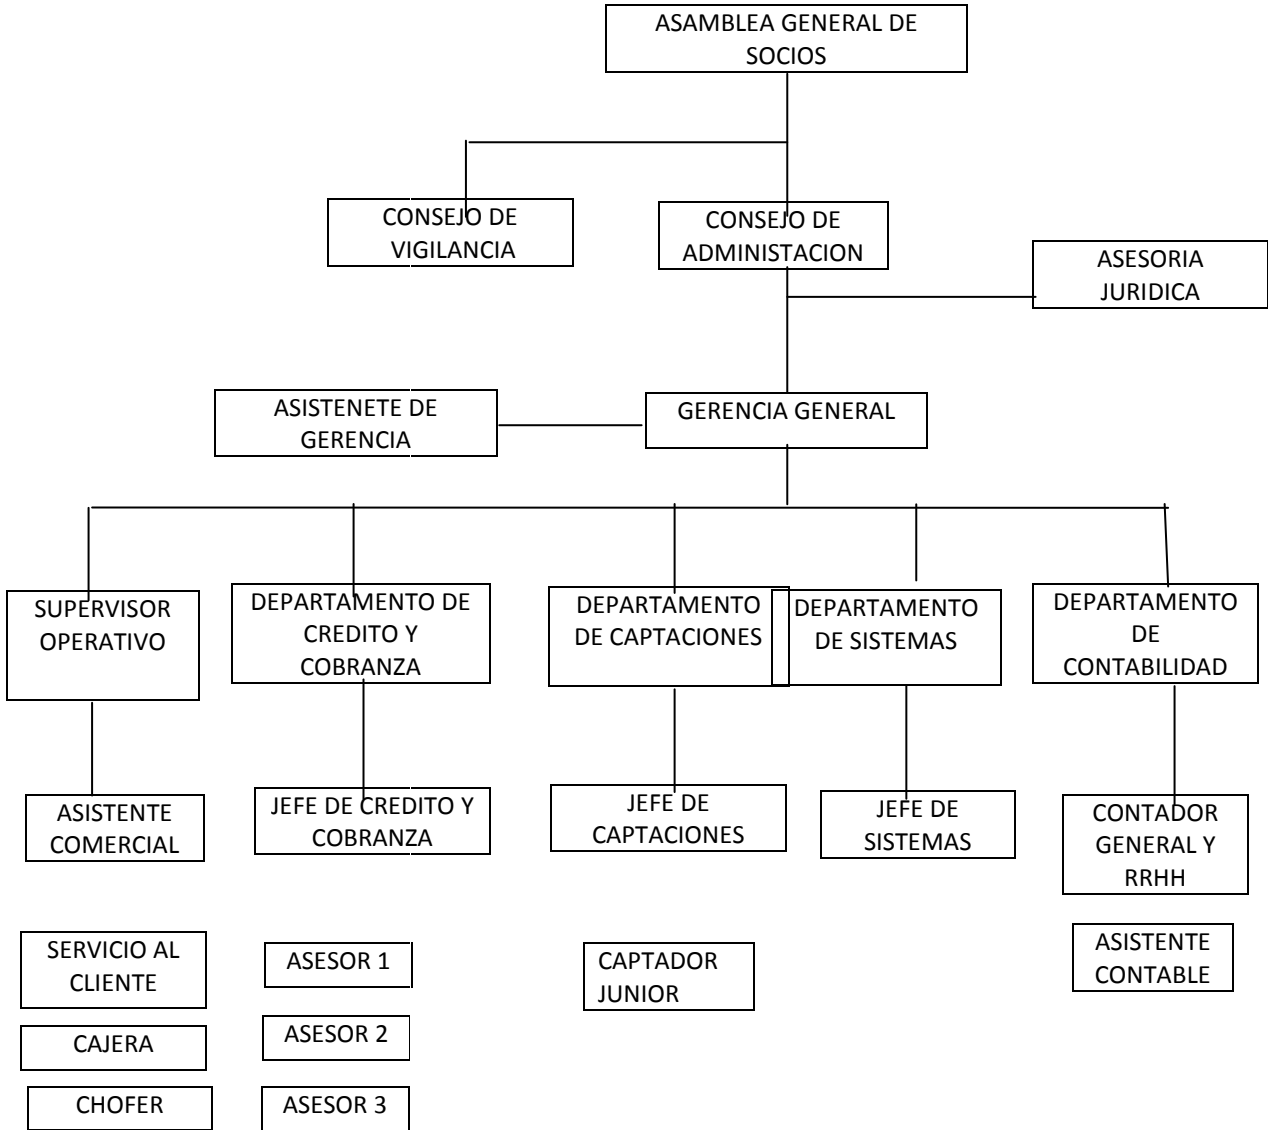 ASAMBLEA GENERAL DE
SOCIOS
CONSEJO DE
VIGILANCIA
CONSEJO DE
ADMINISTACION
ASESORIA
JURIDICA
ASISTENETE DE
GERENCIA
GERENCIA GENERAL
SUPERVISOR
OPERATIVO
DEPARTAMENTO DE
CREDITO Y
COBRANZA
DEPARTAMENTO
DE CAPTACIONES
DEPARTAMENTO
DE SISTEMAS
DEPARTAMENTO
DE
CONTABILIDAD
ASISTENTE
COMERCIAL
JEFE DE CREDITO Y
COBRANZA
JEFE DE
CAPTACIONES
JEFE DE
SISTEMAS
CONTADOR
GENERAL Y
RRHH
SERVICIO AL
CLIENTE
ASESOR 1
CAPTADOR
JUNIOR
ASISTENTE
CONTABLE
CAJERA
ASESOR 2
CHOFER
ASESOR 3